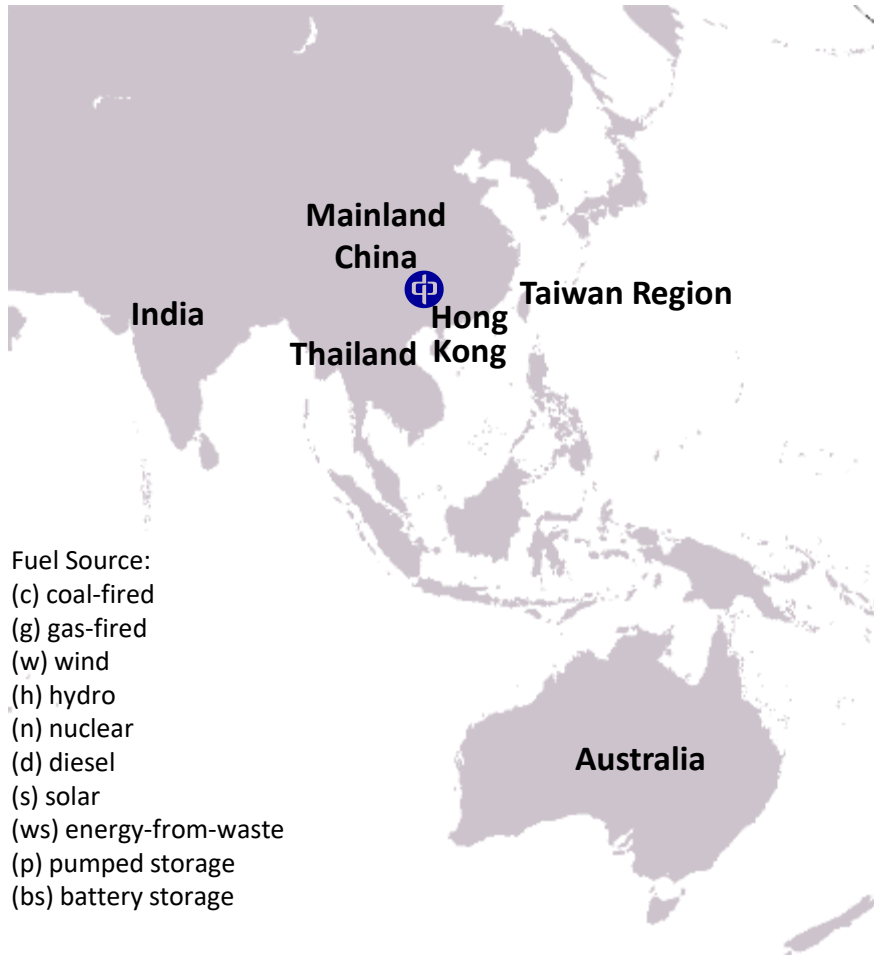 Mainland
China
Taiwan Region
India
Hong
Kong
Thailand
Fuel Source:
(c) coal-fired
(g) gas-fired
(w) wind
(h) hydro
(n) nuclear
(d) diesel
(s) solar
(ws) energy-from-waste
(p) pumped storage
(bs) battery storage
Australia